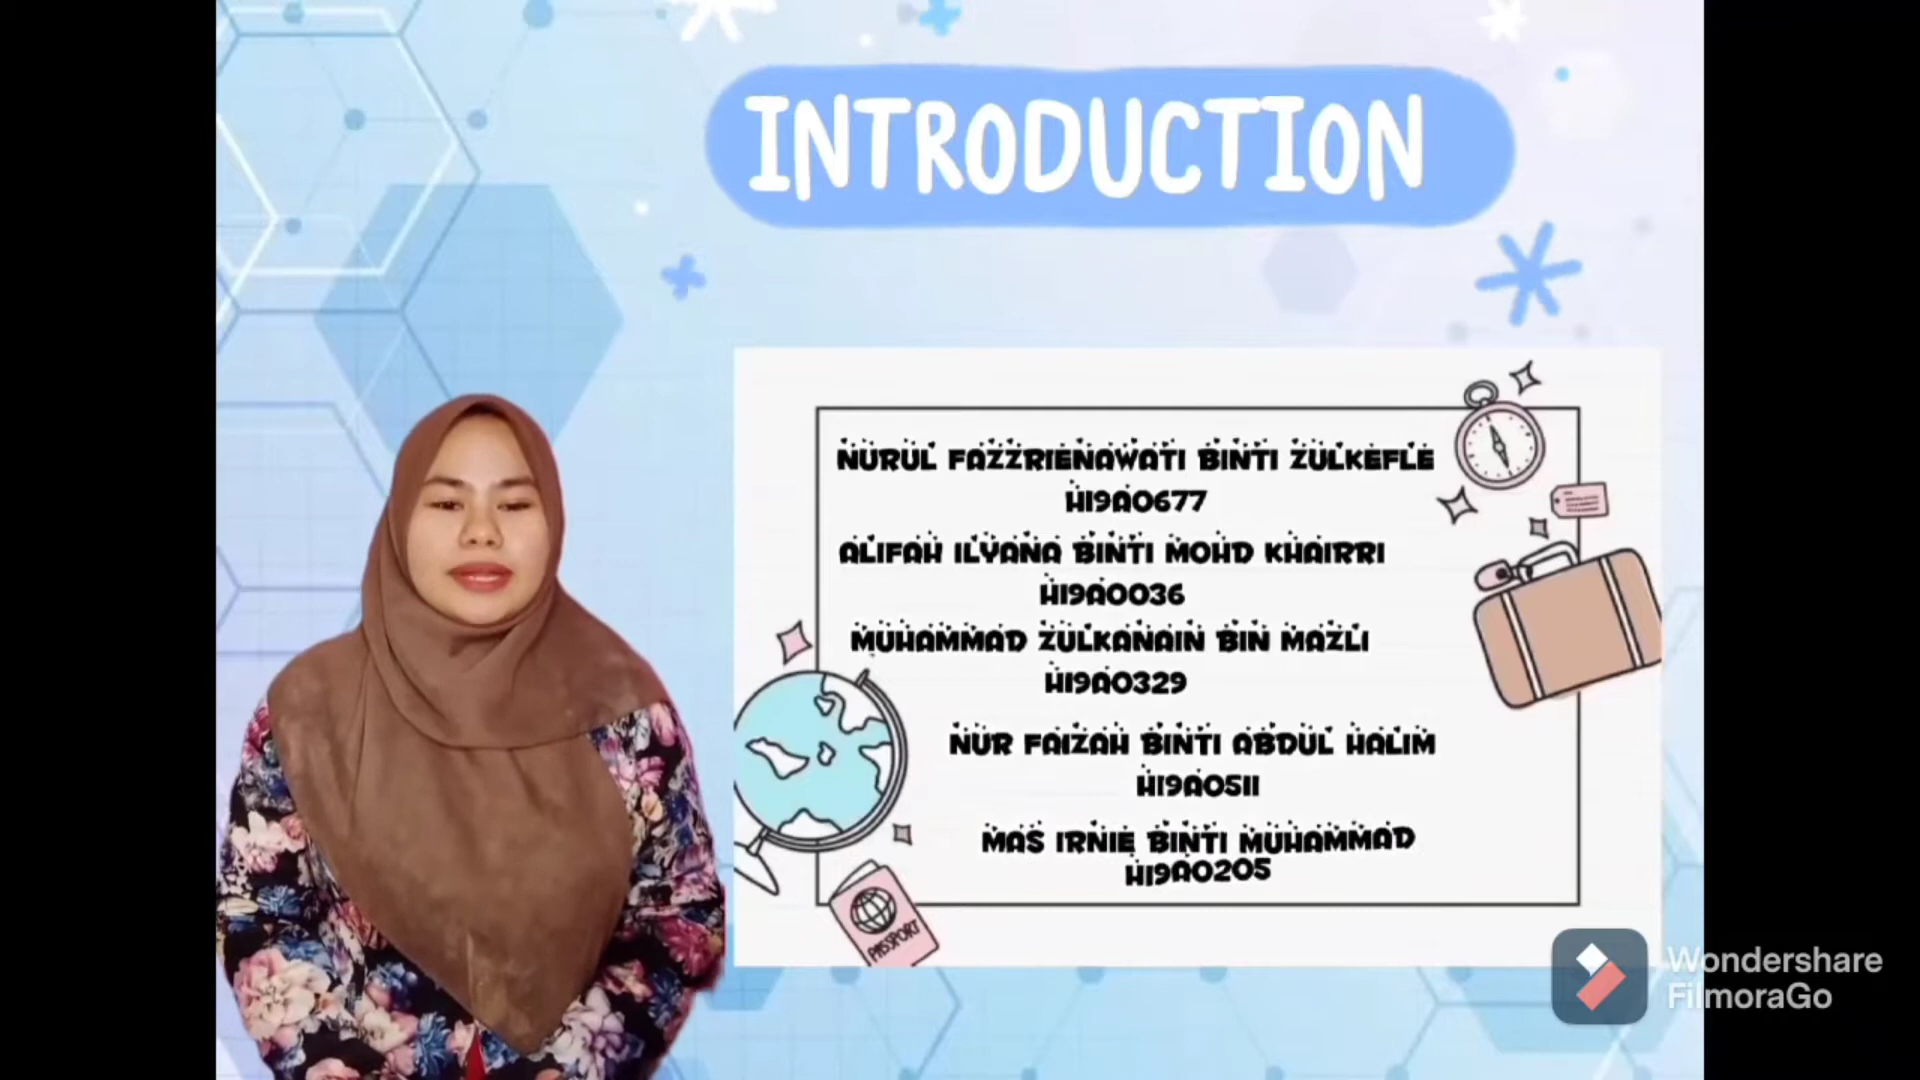 INTRODUCTION
NURUL FAZZRIENAWATI BINTI ZULKEFLE
H19A0677
ALIFAH ILYANA BINTI MOHD KHAIRRI
H19A0036
MUHAMMAD ZULKANAIN BIN MAZLI
H19A0329
NUR FAIZAH BINTI ABDUL HALIM
H19A0511
MAS IRNIE BINTI MUHAMMAD
H19A0205
PASSPORT
Wondershare
FilmoraGo